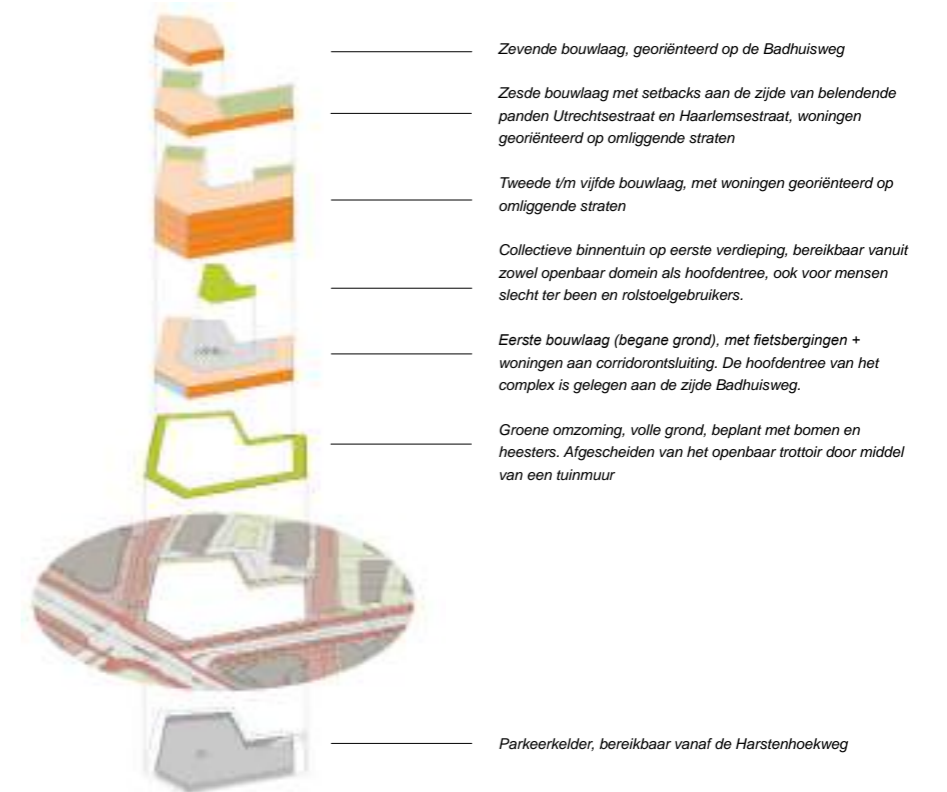 Zevende bouwlaag, georiënteerd op de Badhuisweg
Zesde bouwlaag met setbacks aan de zijde van belendende
panden Utrechtsestraat en Haarlemsestraat, woningen
georiënteerd op omliggende straten
Tweede t/m vijfde bouwlaag, met woningen georiënteerd op
omliggende straten
Collectieve binnentuin op eerste verdieping, bereikbaar vanuit
zowel openbaar domein als hoofdentree, ook voor mensen
slecht ter been en rolstoelgebruikers.
Eerste bouwlaag (begane grond), met fietsbergingen +
woningen aan corridorontsluiting. De hoofdentree van het
complex is gelegen aan de zijde Badhuisweg.
Groene omzoming, volle grond, beplant met bomen en
heesters. Afgescheiden van het openbaar trottoir door middel
van een tuinmuur
Parkeerkelder, bereikbaar vanaf de Harstenhoekweg